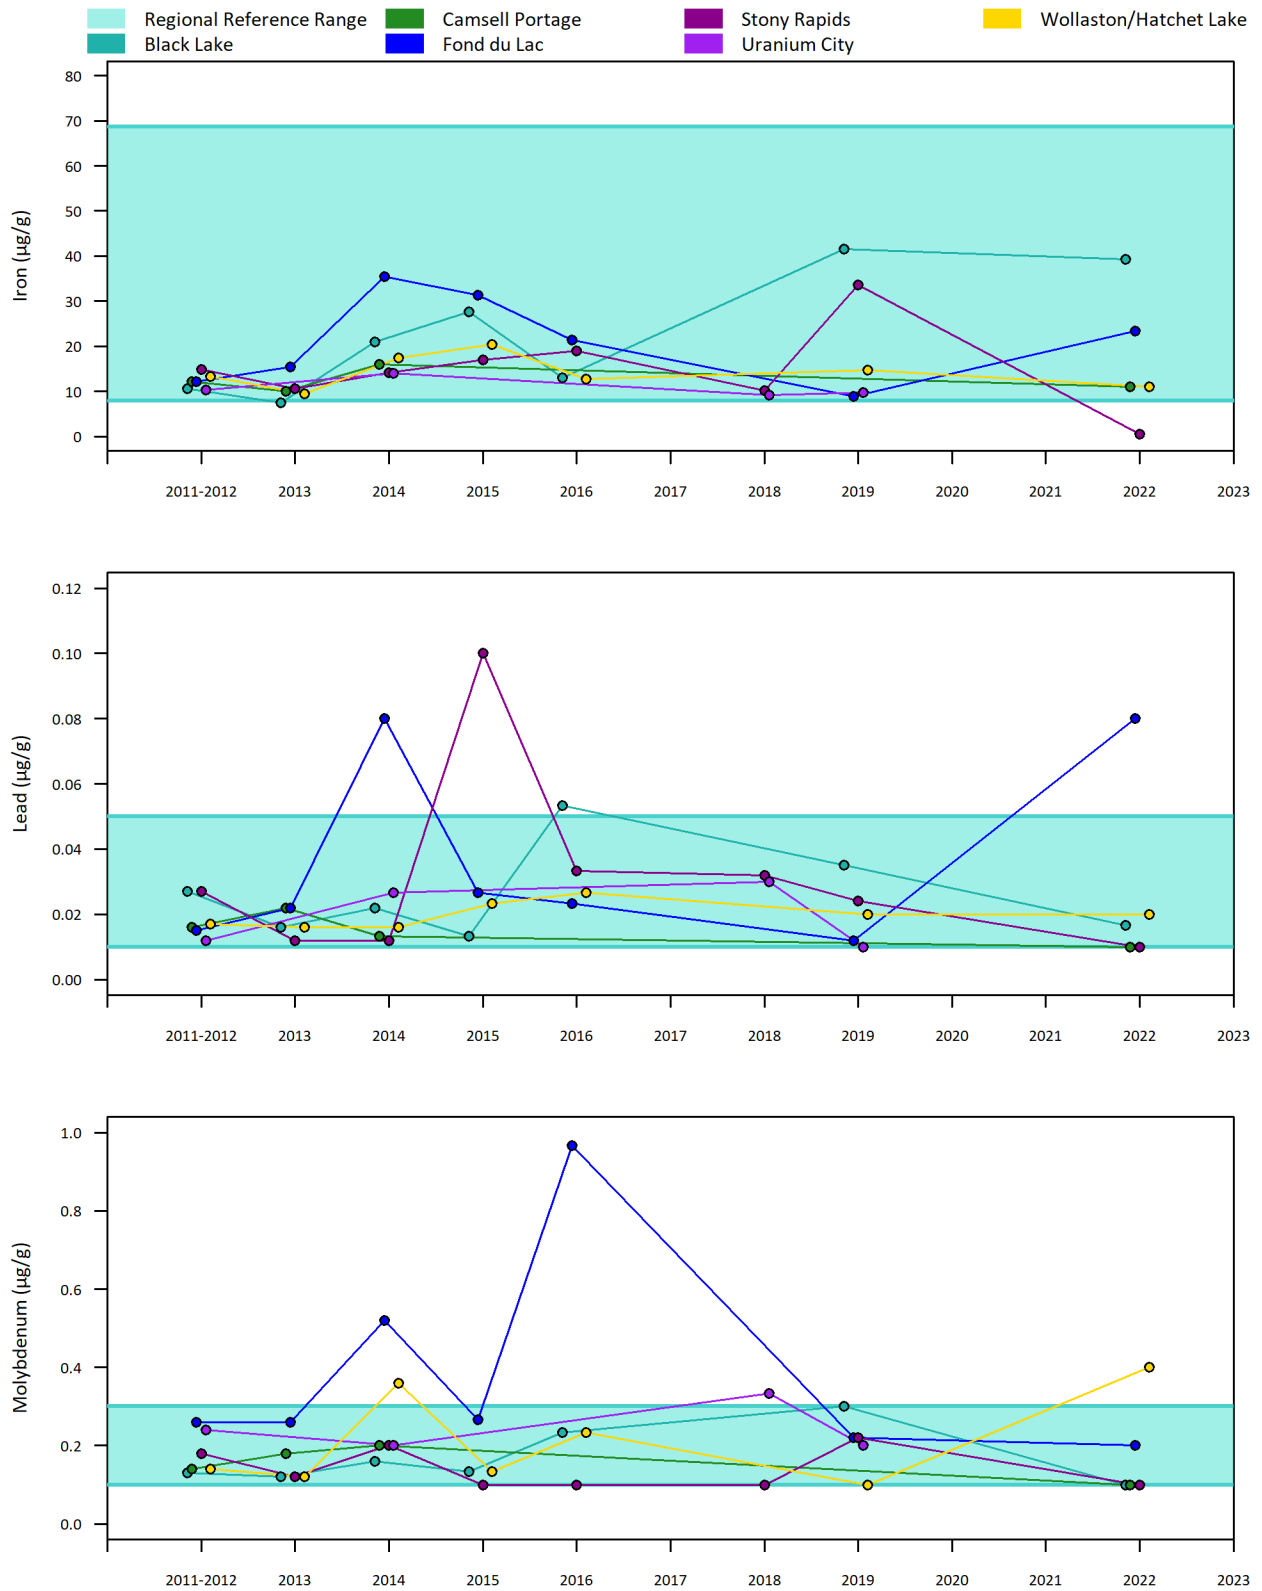 Regional Reference Range Camsell Portage Stony Rapids Wollaston/Hatchet Lake
Black Lake Fond du Lac Uranium City
Iron (µg/g)
80
70
60
50
40
30
20
10
0
2011-2012 2013 2014 2015 2016 2017 2018 2019 2020 2021 2022 2023
Lead (µg/g)
0.12
0.10
0.08
0.06
0.04
0.02
0.00
2011-2012 2013 2014 2015 2016 2017 2018 2019 2020 2021 2022 2023
Molybdenum (µg/g)
1.0
0.8
0.6
0.4
0.2
0.0
2011-2012 2013 2014 2015 2016 2017 2018 2019 2020 2021 2022 2023